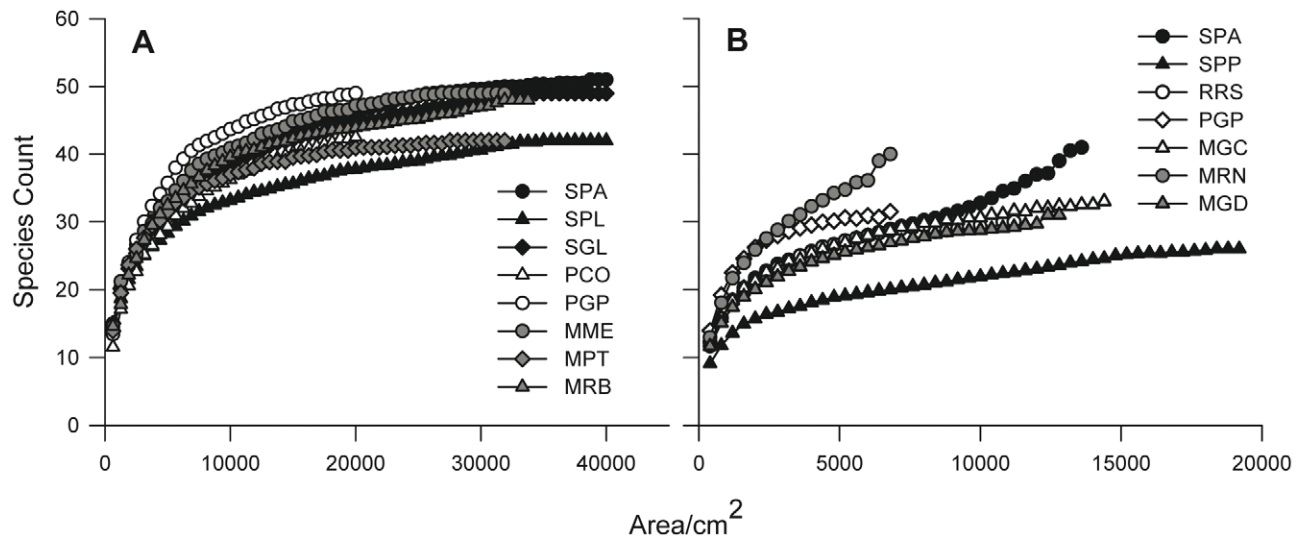 A
B
60
50
40
30
20
10
0
Species Count
SPA
SPL
SGL
PCO
PGP
MME
MPT
MRB
SPA
SPP
RRS
PGP
MGC
MRN
MGD
0 10000 20000 30000 40000
0 5000 10000 15000 20000
Area/cm²